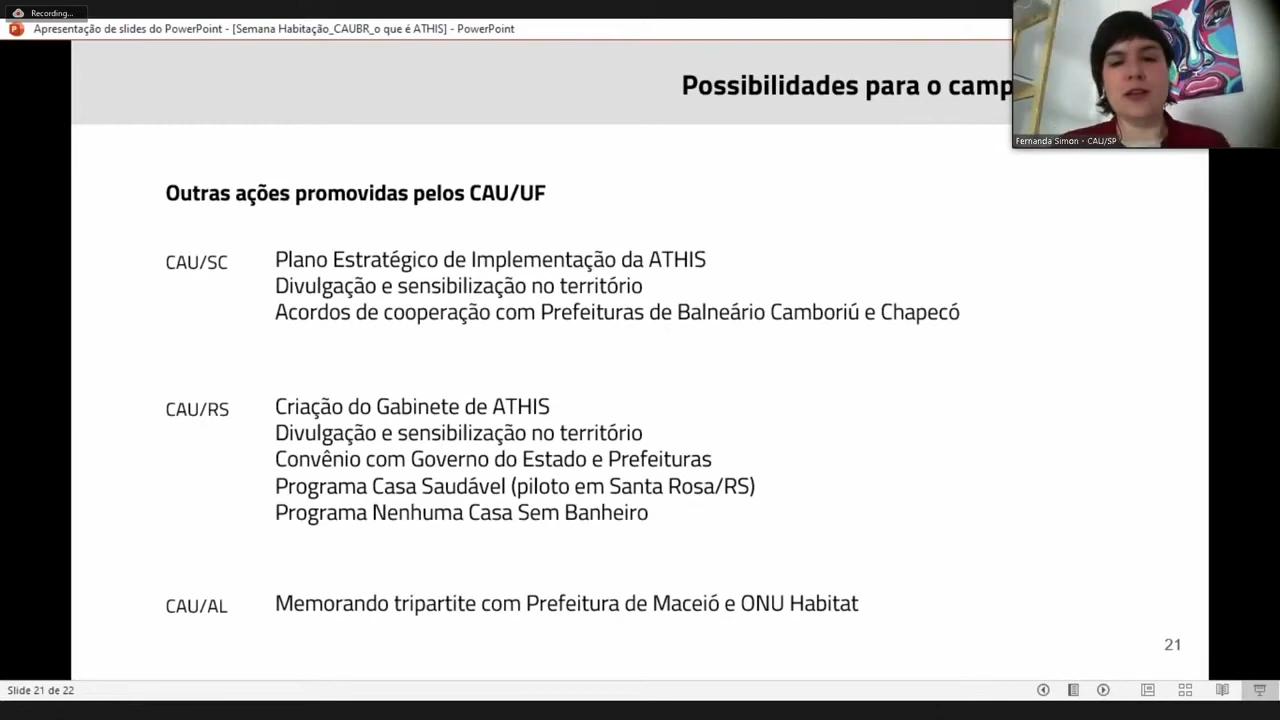 Recording...
Apresentação de slides do PowerPoint - [Semana Habitação_CAUBR_o que é ATHIS] - PowerPoint
Possibilidades para o
Fernanda Simon - CAU/SP
Outras ações promovidas pelos CAU/UF
CAU/SC
Plano Estratégico de Implementação da ATHIS
Divulgação e sensibilização no território
Acordos de cooperação com Prefeituras de Balneário Camboriú e Chapecó
CAU/RS
Criação do Gabinete de ATHIS
Divulgação e sensibilização no território
Convênio com Governo do Estado e Prefeituras
Programa Casa Saudável (piloto em Santa Rosa/RS)
Programa Nenhuma Casa Sem Banheiro
CAU/AL
Memorando tripartite com Prefeitura de Maceió e ONU Habitat
21
Slide 21 de 22